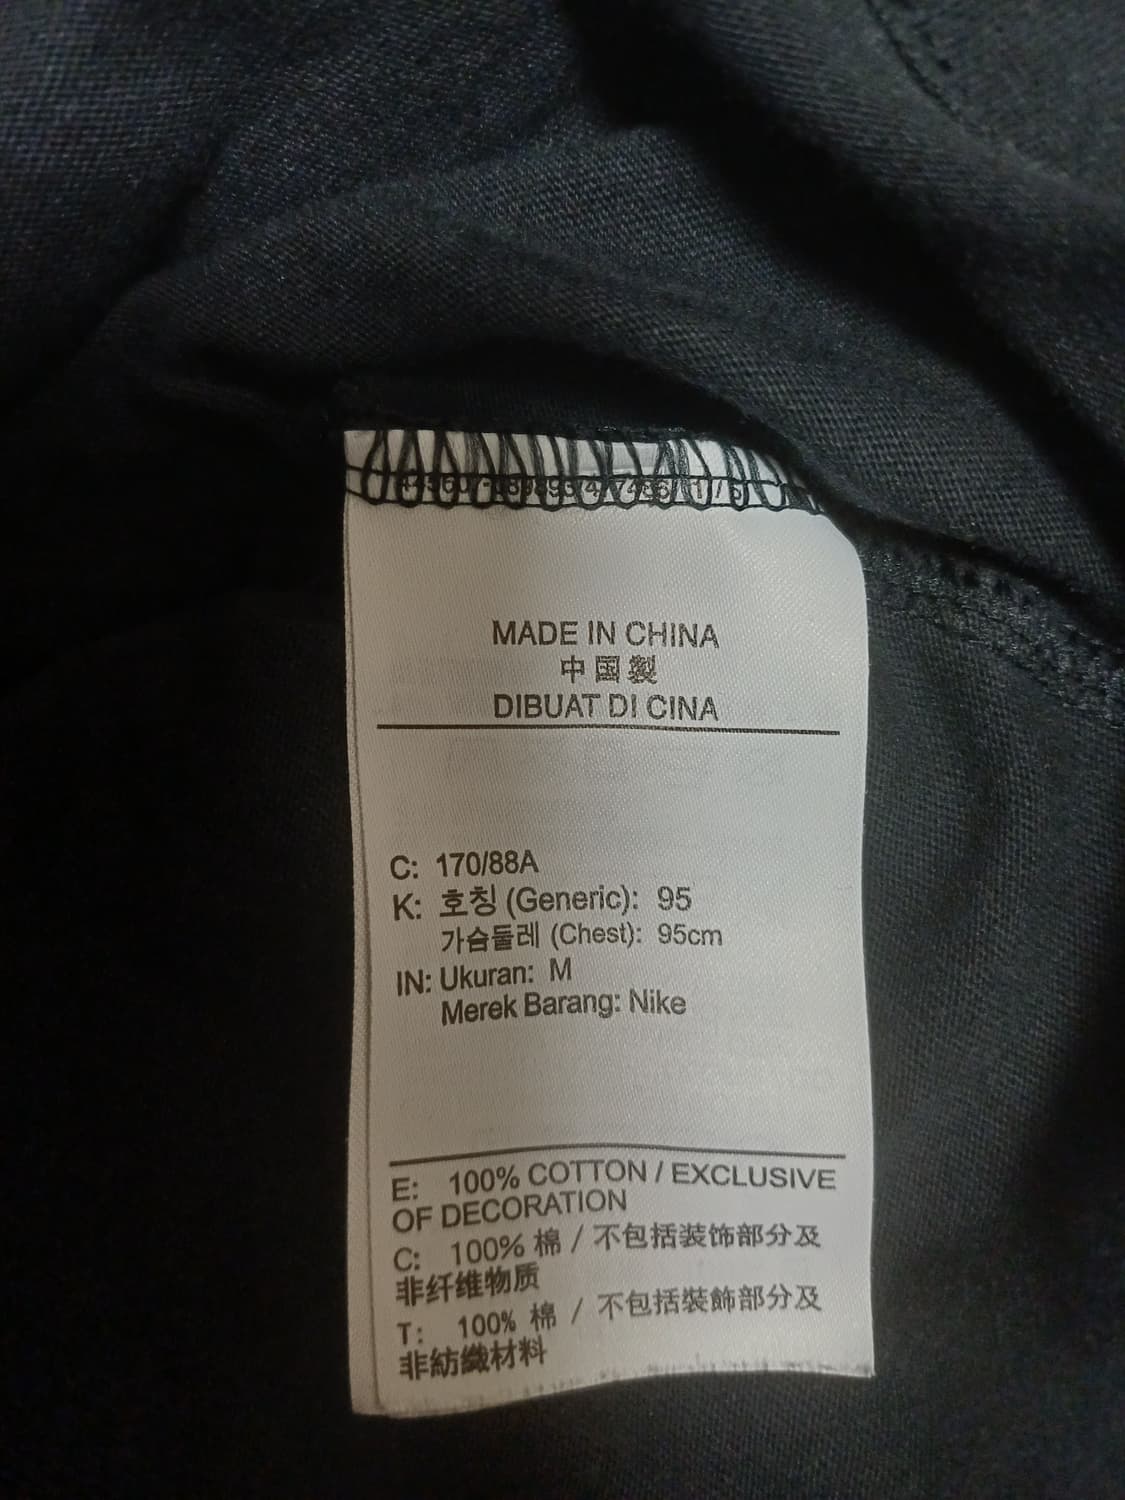 MADE IN CHINA
中国製
DIBUAT DI CINA
C: 170/88A
K: 호칭 (Generic): 95
가슴둘레 (Chest): 95cm
IN: Ukuran: M
Merek Barang: Nike
E: 100% COTTON / EXCLUSIVE
OF DECORATION
C: 100% 棉 / 不包括装饰部分及
非纤维物质
T: 100% 棉 / 不包括裝飾部分及
非紡織材料